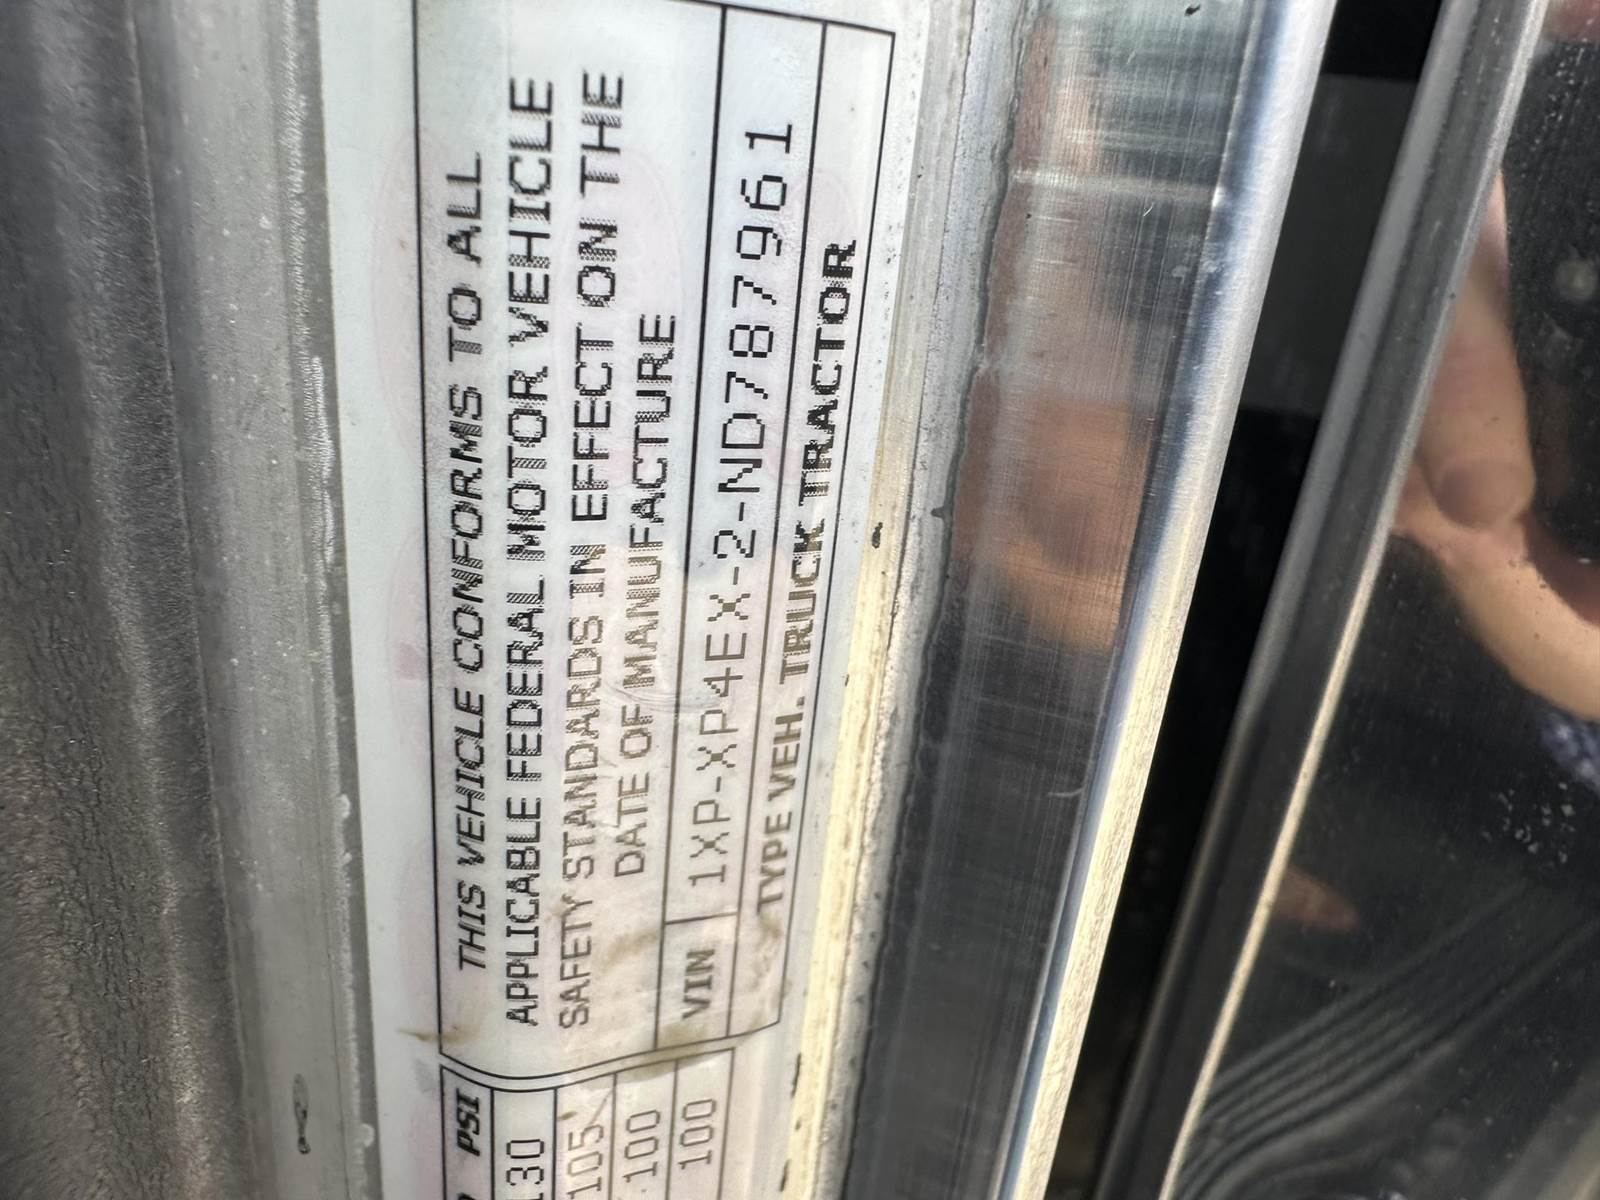 THIS VEHICLE CONFORMS TO ALL
APPLICABLE FEDERAL MOTOR VEHICLE
SAFETY STANDARDS IN EFFECT ON THE
DATE OF MANUFACTURE
VIN 1XP-XP4EX-2-ND787961
TYPE VEH. TRUCK TRACTOR
PSI
130
105
100
100